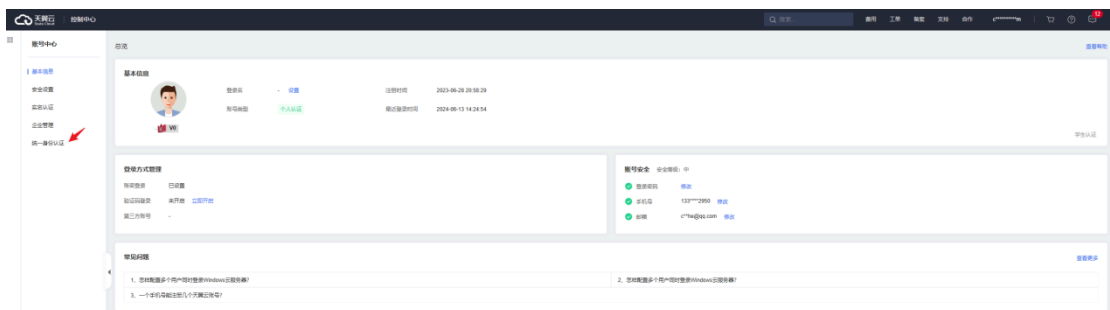 天翼云 控制中心 搜索 费用 工单 备案 支持 合作 c**********m 12
账号中心
总览 查看帮助
基本信息
安全设置
实名认证
企业管理
统一身份认证
基本信息
登录名 - 设置 注册时间 2023-08-28 20:58:29
账号类型 个人认证 最近登录时间 2024-06-13 14:24:54
V0
学生认证
登录方式管理
账密登录 已设置
验证码登录 未开启 立即开启
第三方账号 -
账号安全 安全等级：中
登录密码 修改
手机号 133****2950 修改
邮箱 c**hs@qq.com 修改
常见问题 查看更多
1、怎样配置多个用户同时登录Windows云服务器?
2、怎样配置多个用户同时登录Windows云服务器?
3、一个手机号能注册几个天翼云账号?